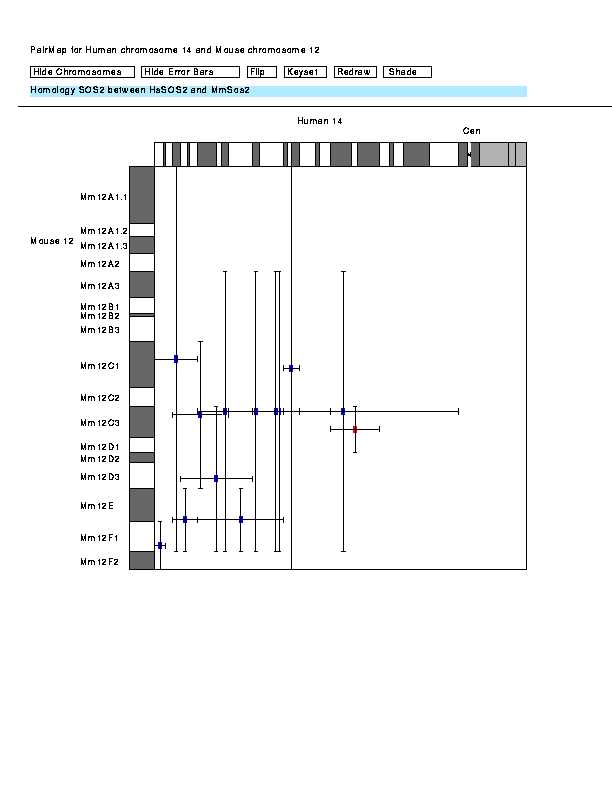 PairMap for Human chromosome 14 and Mouse chromosome 12
Hide Chromosomes Hide Error Bars Flip Keyset Redraw Shade
Homology SOS2 between HsSOS2 and MmSos2
Human 14
Cen
Mm12A1.1
Mm12A1.2
Mouse 12 Mm12A1.3
Mm12A2
Mm12A3
Mm12B1
Mm12B2
Mm12B3
Mm12C1
Mm12C2
Mm12C3
Mm12D1
Mm12D2
Mm12D3
Mm12E
Mm12F1
Mm12F2